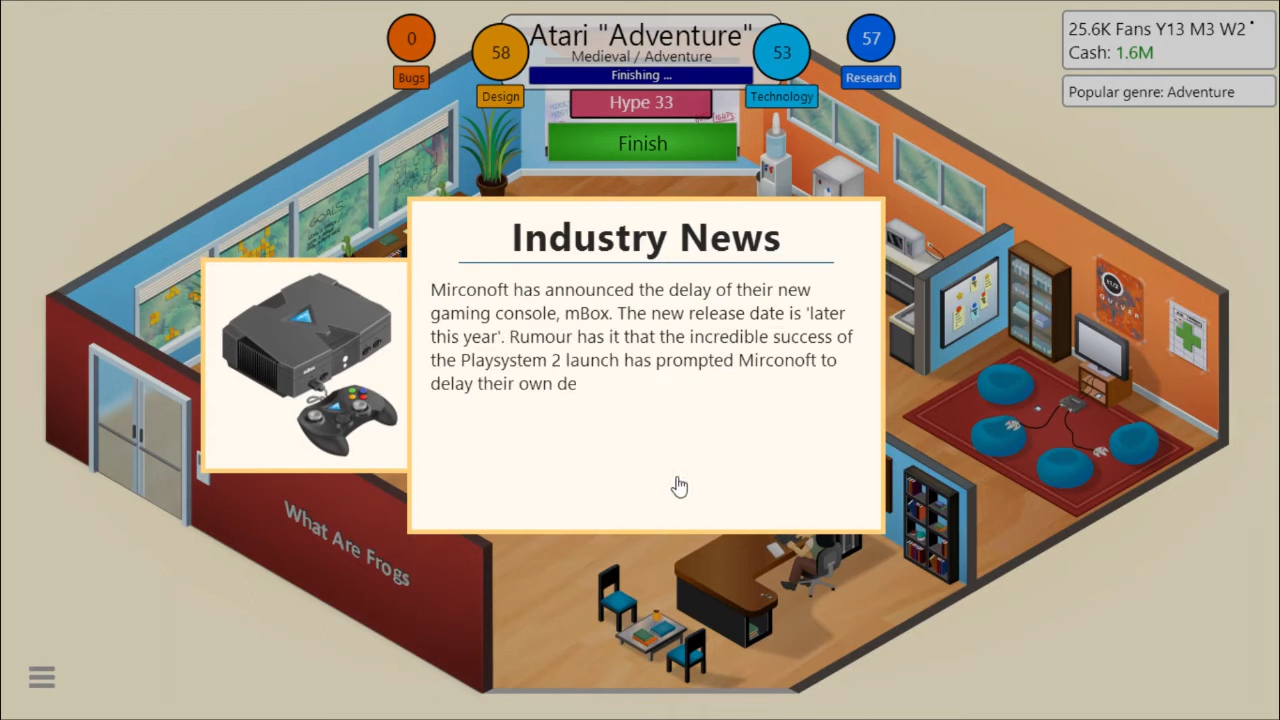 0
Bugs
58
Design
Atari "Adventure"
Medieval / Adventure
Finishing ...
Hype 33
Finish
53
Technology
57
Research
25.6K Fans Y13 M3 W2
Cash: 1.6M
Popular genre: Adventure
GOALS
Industry News
Mirconoft has announced the delay of their new
gaming console, mBox. The new release date is 'later
this year'. Rumour has it that the incredible success of
the Playsystem 2 launch has prompted Mirconoft to
delay their own de
QUIVER
What Are Frogs